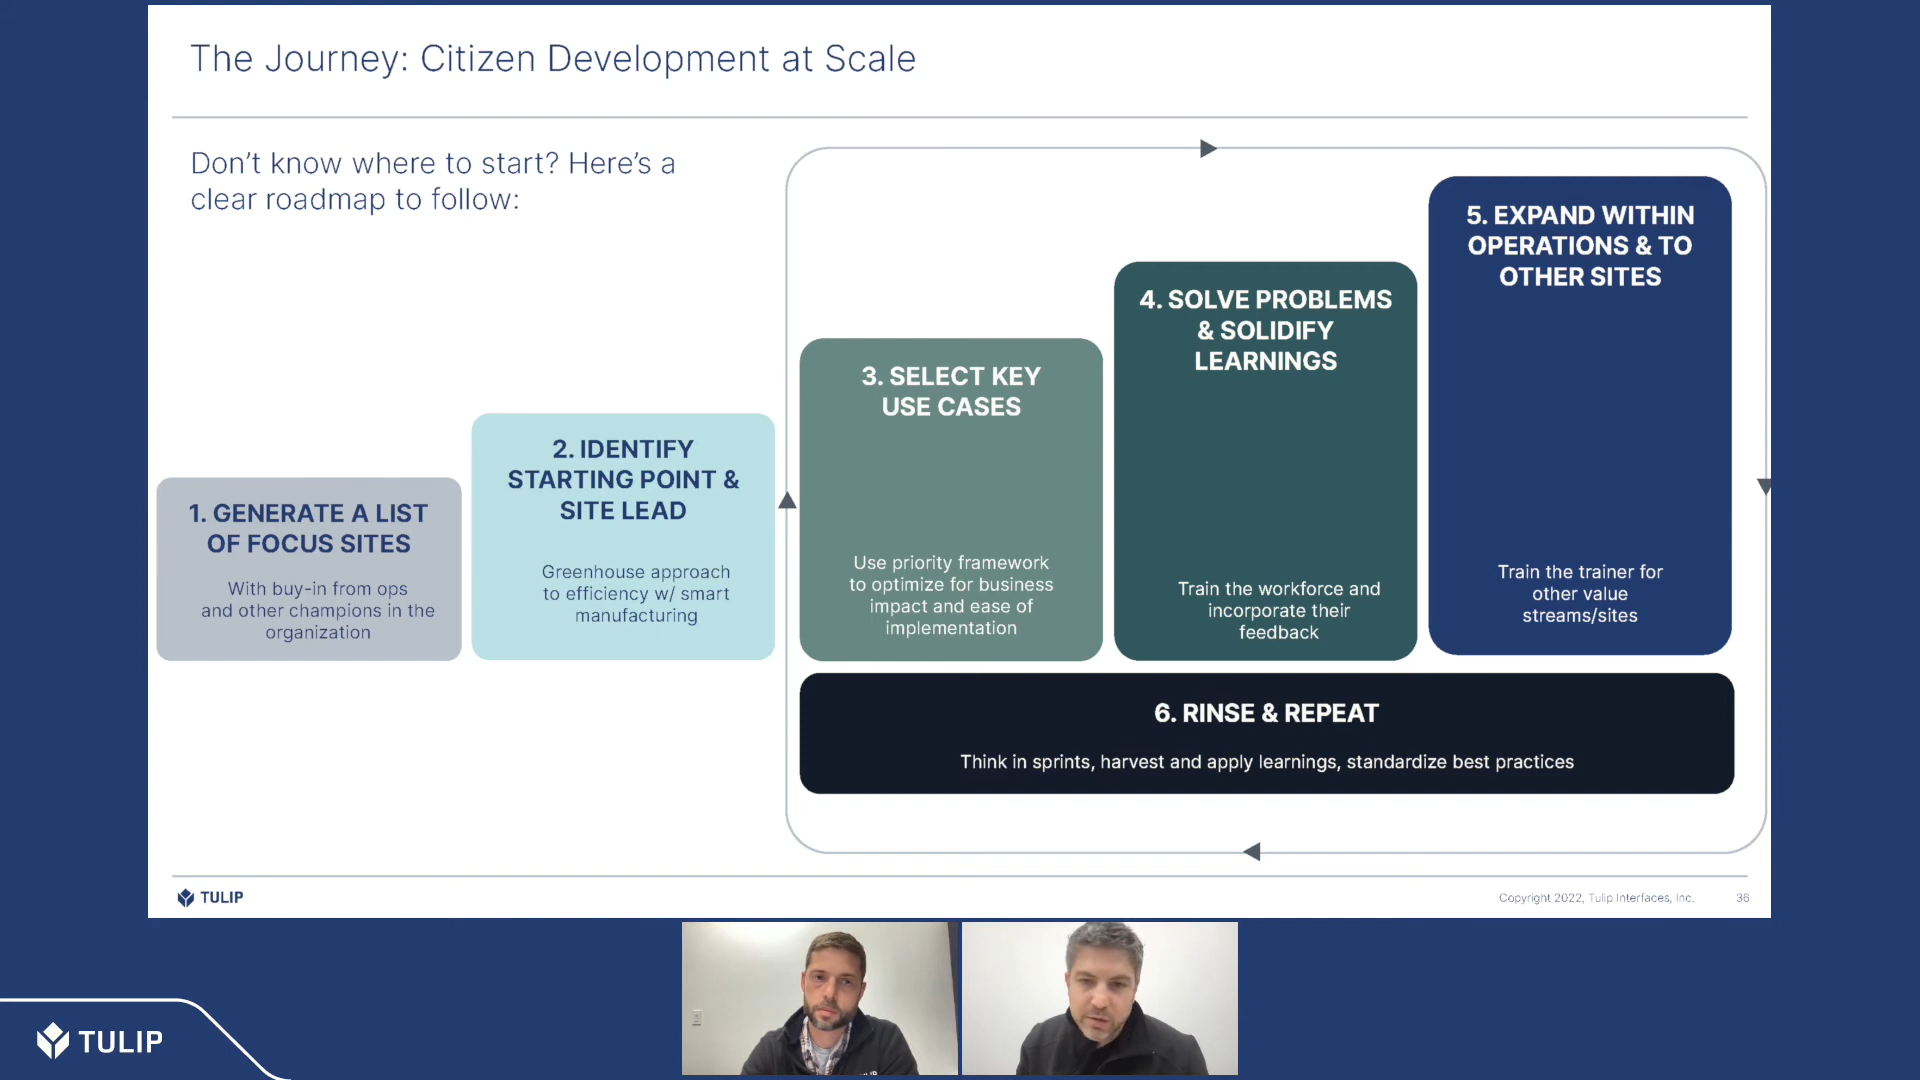 The Journey: Citizen Development at Scale
Don’t know where to start? Here’s a
clear roadmap to follow:
1. GENERATE A LIST
OF FOCUS SITES
With buy-in from ops
and other champions in the
organization
2. IDENTIFY
STARTING POINT &
SITE LEAD
Greenhouse approach
to efficiency w/ smart
manufacturing
3. SELECT KEY
USE CASES
Use priority framework
to optimize for business
impact and ease of
implementation
4. SOLVE PROBLEMS
& SOLIDIFY
LEARNINGS
Train the workforce and
incorporate their
feedback
5. EXPAND WITHIN
OPERATIONS & TO
OTHER SITES
Train the trainer for
other value
streams/sites
6. RINSE & REPEAT
Think in sprints, harvest and apply learnings, standardize best practices
TULIP
Copyright 2022, Tulip Interfaces, Inc.
36
TULIP